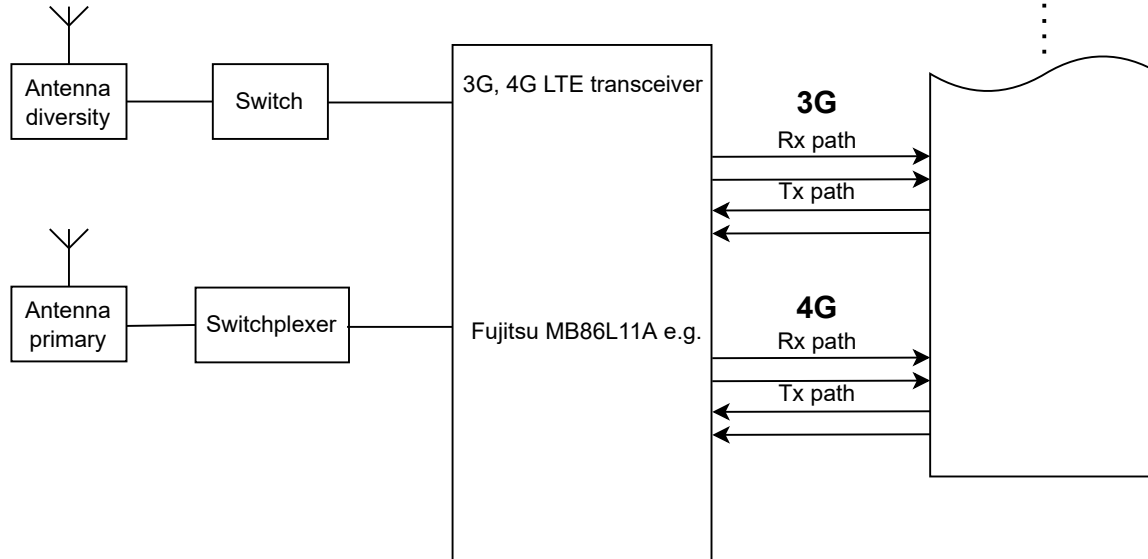 Antenna
diversity
Switch
3G, 4G LTE transceiver
3G
Rx path
Tx path
Antenna
primary
Switchplexer
Fujitsu MB86L11A e.g.
4G
Rx path
Tx path